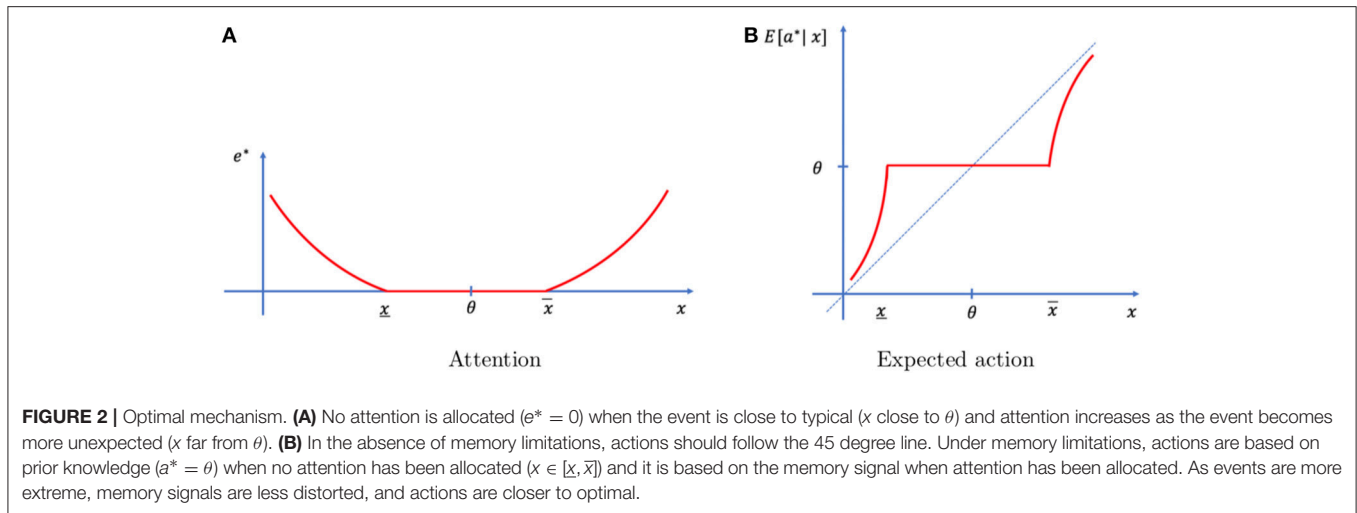 A
B E[a*| x]
e*
θ
x̲ θ x̅ x
x̲ θ x̅ x
Attention
Expected action
FIGURE 2 | Optimal mechanism. (A) No attention is allocated (e* = 0) when the event is close to typical (x close to θ) and attention increases as the event becomes
more unexpected (x far from θ). (B) In the absence of memory limitations, actions should follow the 45 degree line. Under memory limitations, actions are based on
prior knowledge (a* = θ) when no attention has been allocated (x ∈ [x̲, x̅]) and it is based on the memory signal when attention has been allocated. As events are more
extreme, memory signals are less distorted, and actions are closer to optimal.